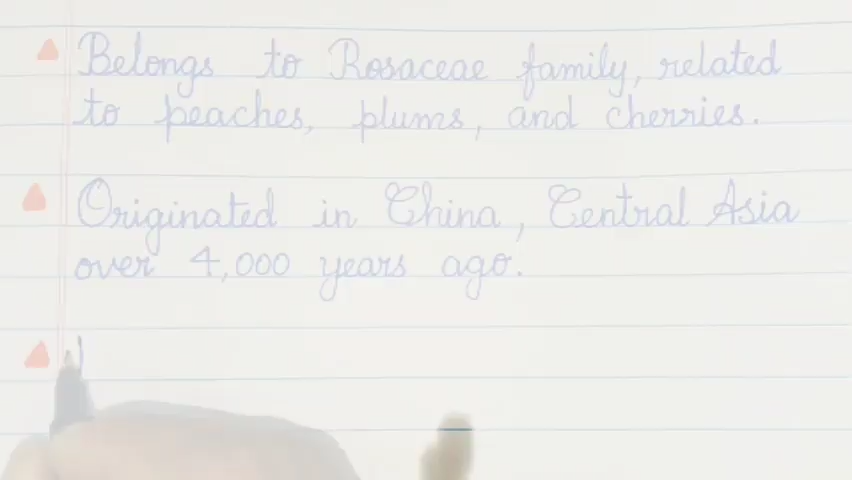 Belongs to Rosaceae family, related
to peaches, plums, and cherries.
Originated in China, Central Asia
over 4,000 years ago.